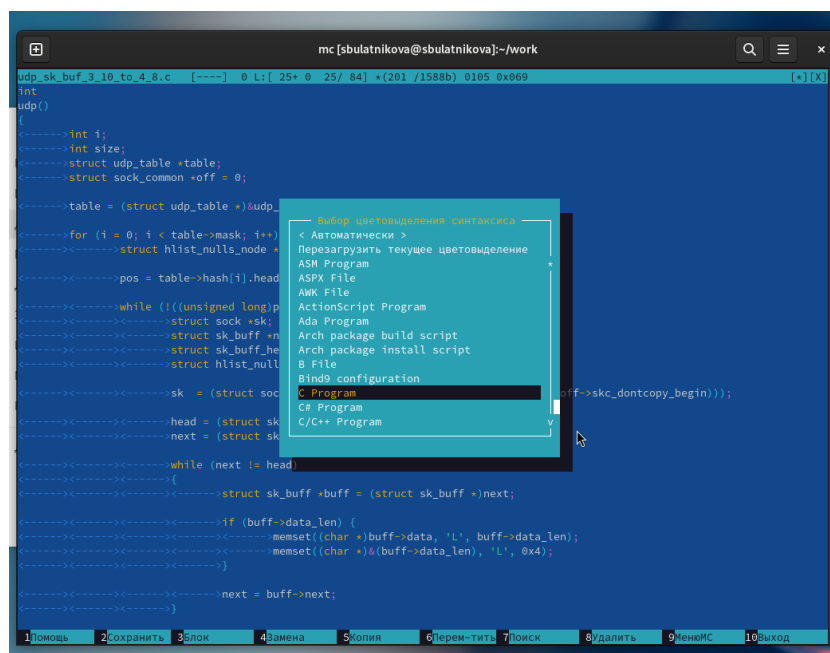 mc [sbulatnikova@sbulatnikova]:~/work
udp_sk_buf_3_10_to_4_8.c [----] 0 L:[ 25+ 0 25/ 84] *(201 /1588b) 0105 0x069 [*][X]
int
udp()
{
<------>int i;
<------>int size;
<------>struct udp_table *table;
<------>struct sock_common *off = 0;
<------>table = (struct udp_table *)&udp_
Выбор цветовыделения синтаксиса
<------>for (i = 0; i < table->mask; i++)
< Автоматически >
<------><------>struct hlist_nulls_node *
Перезагрузить текущее цветовыделение
ASM Program
<------><------>pos = table->hash[i].head
ASPX File
AWK File
<------><------>while (!((unsigned long)p
ActionScript Program
<------><------><------>struct sock *sk;
Ada Program
<------><------><------>struct sk_buff *n
Arch package build script
<------><------><------>struct sk_buff_he
Arch package install script
<------><------><------>struct hlist_null
B File
Bind9 configuration
<------><------><------>sk = (struct soc
C Program
off->skc_dontcopy_begin)));
C# Program
<------><------><------>head = (struct sk
C/C++ Program
<------><------><------>next = (struct sk
<------><------><------>while (next != head)
<------><------><------>{
<------><------><------><------>struct sk_buff *buff = (struct sk_buff *)next;
<------><------><------><------>if (buff->data_len) {
<------><------><------><------><------>memset((char *)buff->data, 'L', buff->data_len);
<------><------><------><------><------>memset((char *)&(buff->data_len), 'L', 0x4);
<------><------><------><------>}
<------><------><------><------>next = buff->next;
<------><------><------>}
1Помощь 2Сохранить 3Блок 4Замена 5Копия 6Перем~тить 7Поиск 8Удалить 9МенюMC 10Выход